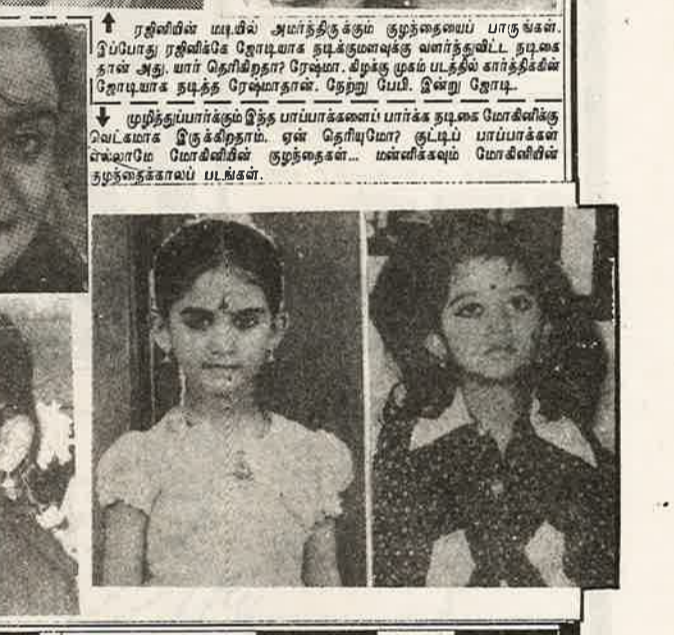 ரஜினியின் மடியில் அமர்ந்திருக்கும் குழந்தையைப் பாருங்கள்.
இப்போது ரஜினிக்கே ஜோடியாக நடிக்குமளவுக்கு வளர்ந்துவிட்ட நடிகை
தான் அது. யார் தெரிகிறதா? ரேஷ்மா. கிழக்கு முகம் படத்தில் கார்த்திக்கின்
ஜோடியாக நடித்த ரேஷ்மாதான். நேற்று பேபி. இன்று ஜோடி.
முழித்துப்பார்க்கும் இந்த பாப்பாக்களைப் பார்க்க நடிகை மோகினிக்கு
வெட்கமாக இருக்கிறதாம். ஏன் தெரியுமோ? குட்டிப் பாப்பாக்கள்
எல்லாமே மோகினியின் குழந்தைகள்... மன்னிக்கவும் மோகினியின்
குழந்தைக்காலப் படங்கள்.